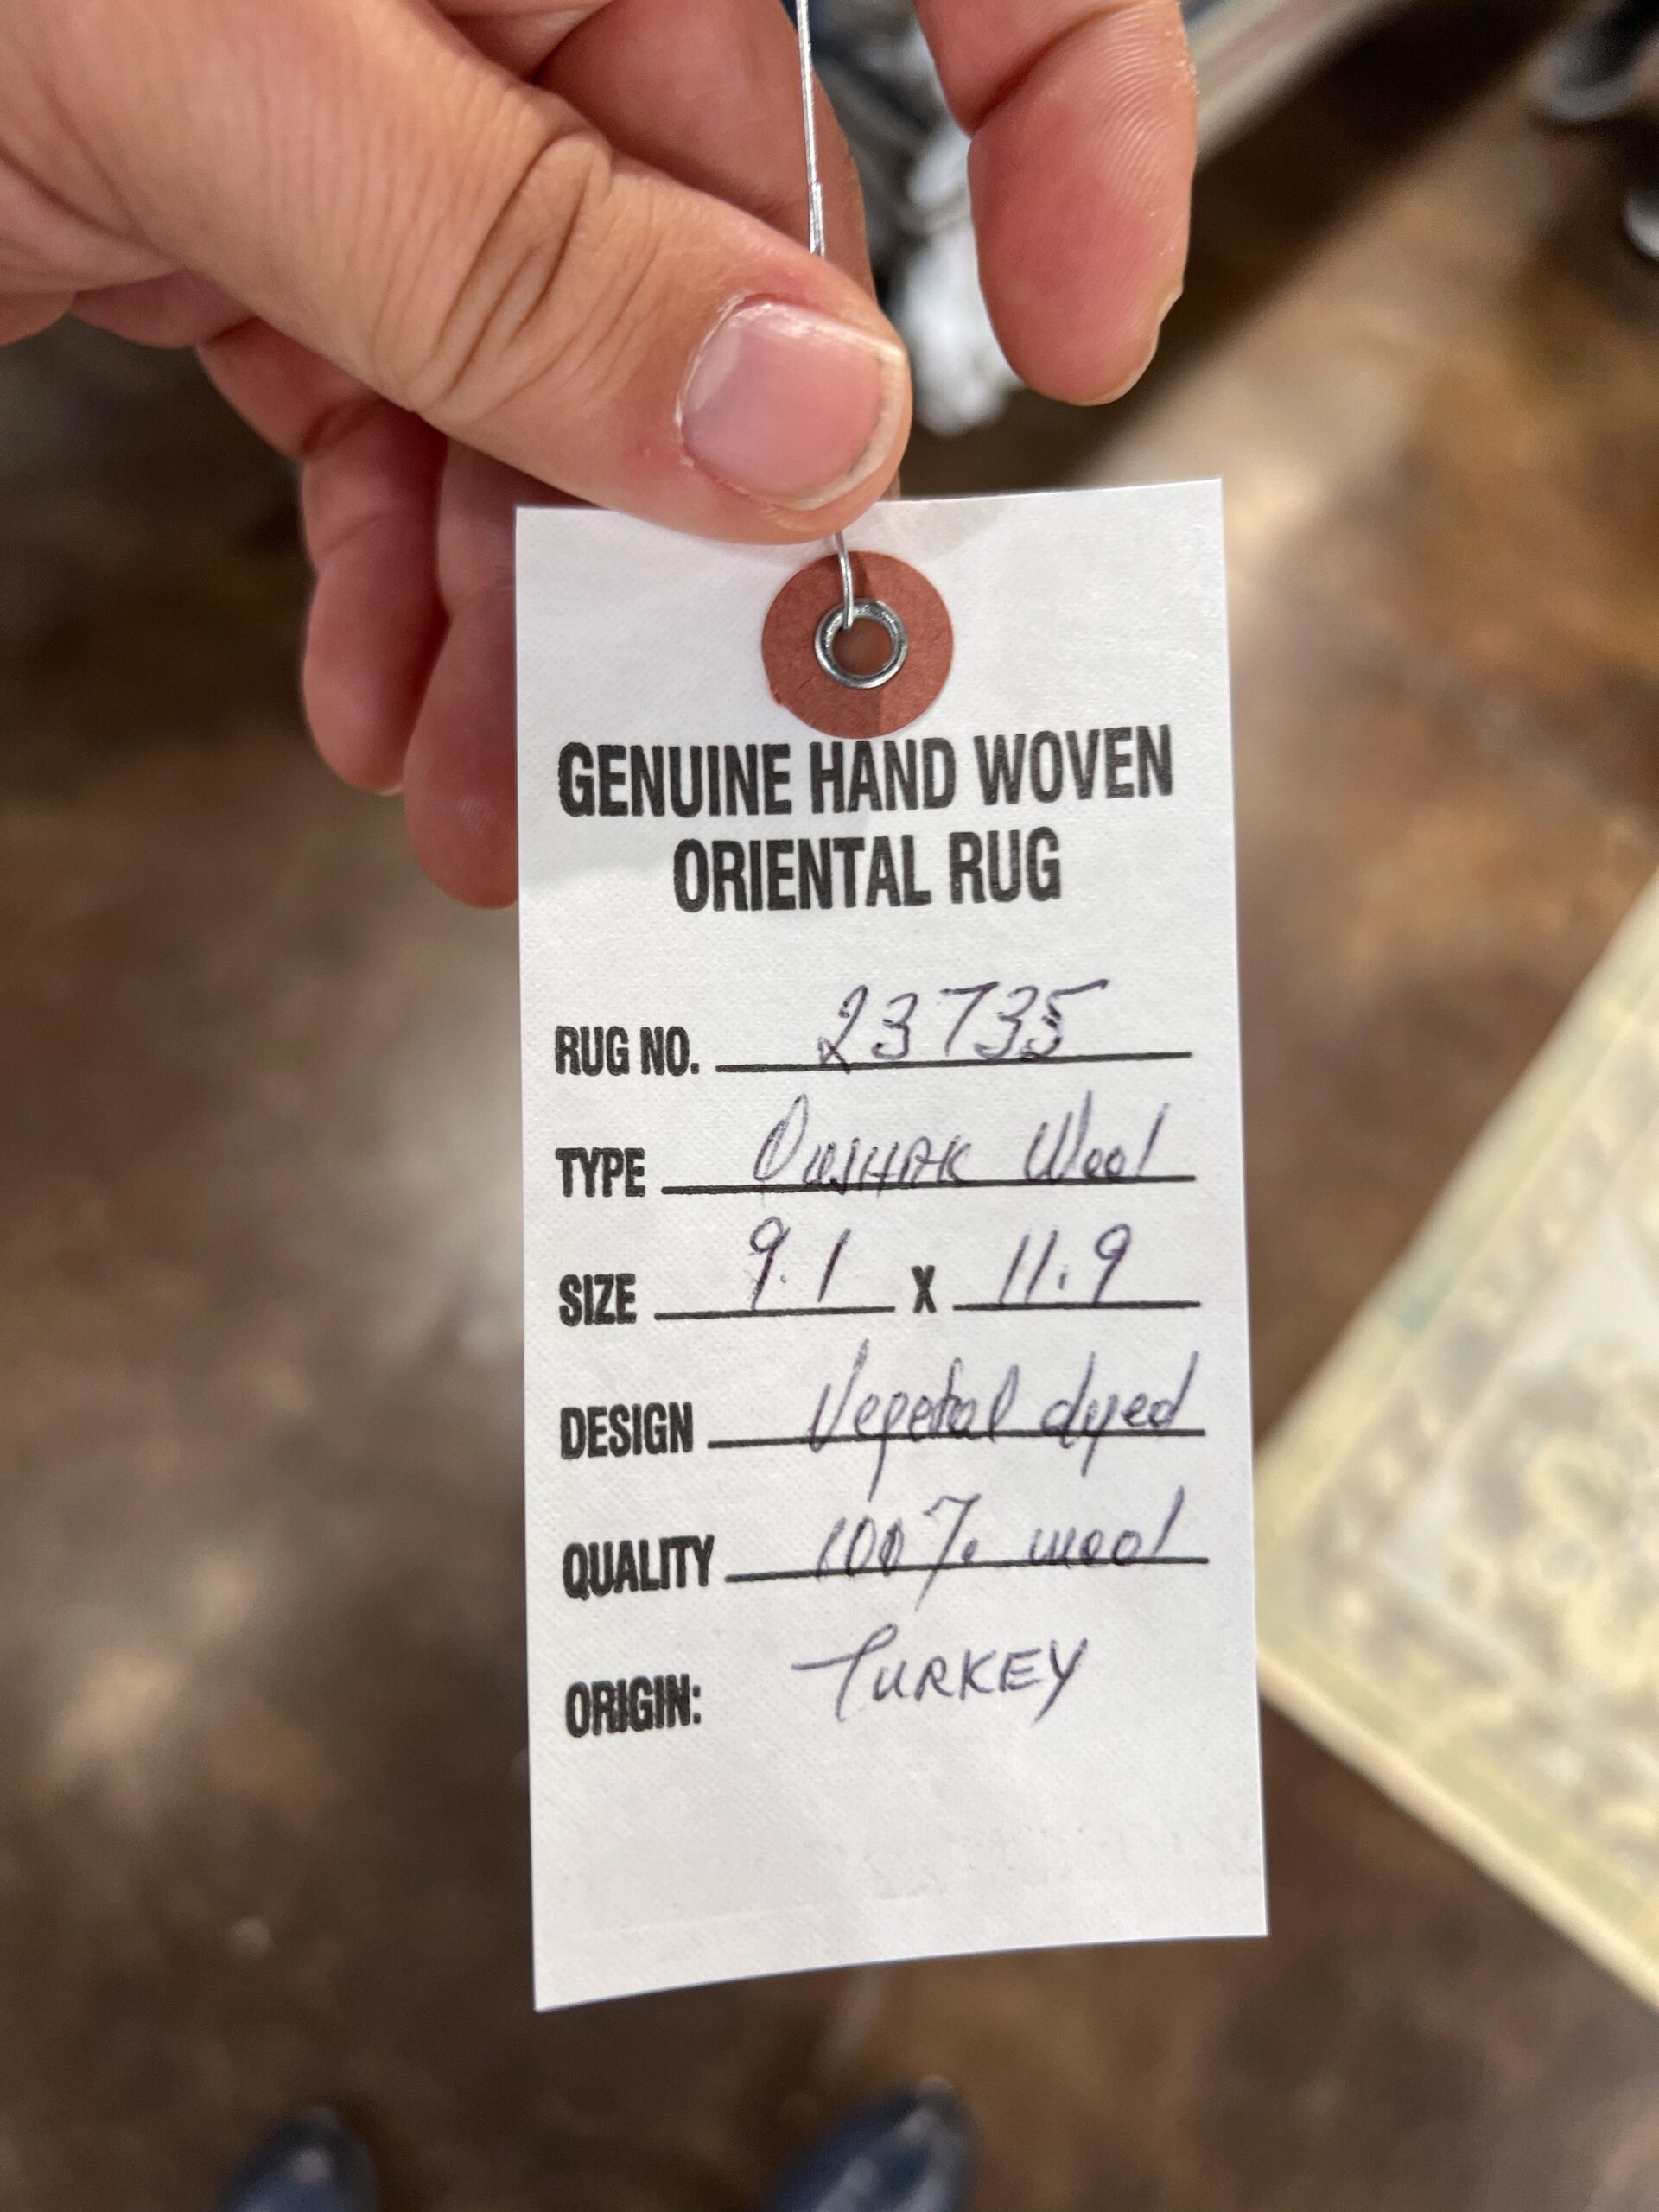 GENUINE HAND WOVEN
ORIENTAL RUG
RUG NO. 23735
TYPE OUSHAK Wool
SIZE 9.1 X 11.9
DESIGN Vegetal dyed
QUALITY 100% wool
ORIGIN: TURKEY